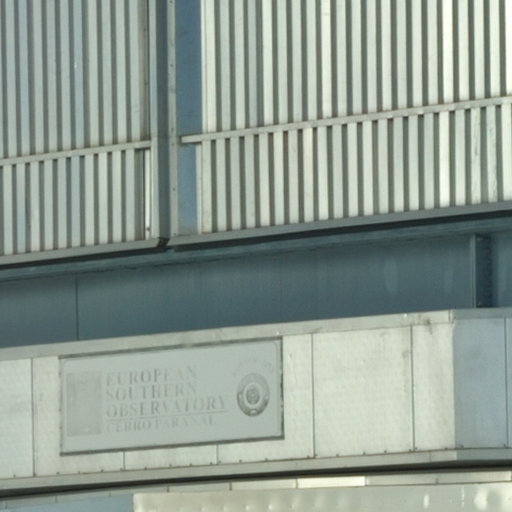 EUROPEAN
SOUTHERN
OBSERVATORY
CERRO PARANAL